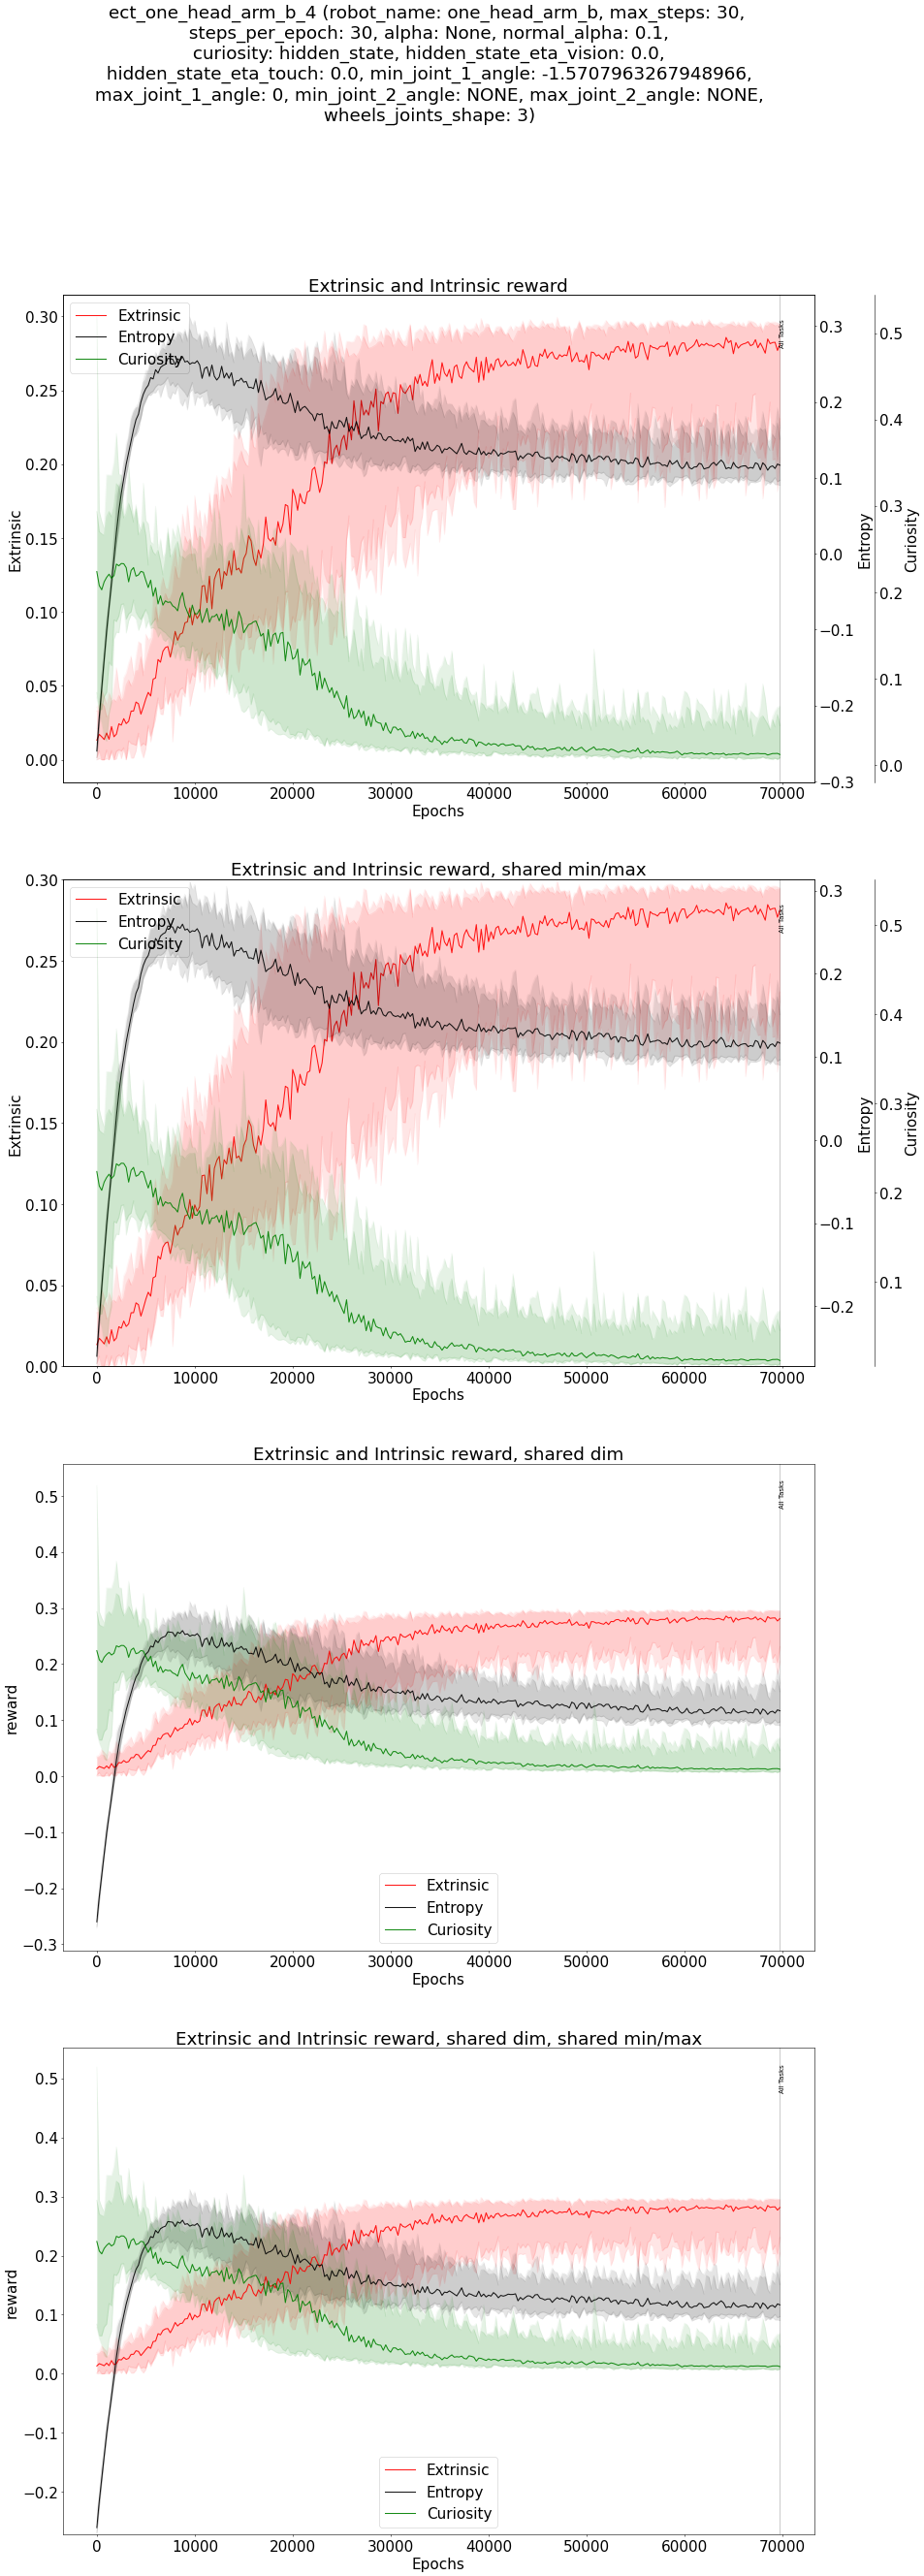 ect_one_head_arm_b_4 (robot_name: one_head_arm_b, max_steps: 30,
steps_per_epoch: 30, alpha: None, normal_alpha: 0.1,
curiosity: hidden_state, hidden_state_eta_vision: 0.0,
hidden_state_eta_touch: 0.0, min_joint_1_angle: -1.5707963267948966,
max_joint_1_angle: 0, min_joint_2_angle: NONE, max_joint_2_angle: NONE,
wheels_joints_shape: 3)
Extrinsic and Intrinsic reward
Extrinsic
Entropy
Curiosity
All Tasks
0.30
0.25
0.20
0.15
0.10
0.05
0.00
Extrinsic
0.3
0.2
0.1
0.0
−0.1
−0.2
−0.3
Entropy
0.5
0.4
0.3
0.2
0.1
0.0
Curiosity
0 10000 20000 30000 40000 50000 60000 70000
Epochs
Extrinsic and Intrinsic reward, shared min/max
Extrinsic
Entropy
Curiosity
All Tasks
0.30
0.25
0.20
0.15
0.10
0.05
0.00
Extrinsic
0.3
0.2
0.1
0.0
−0.1
−0.2
Entropy
0.5
0.4
0.3
0.2
0.1
Curiosity
0 10000 20000 30000 40000 50000 60000 70000
Epochs
Extrinsic and Intrinsic reward, shared dim
All Tasks
0.5
0.4
0.3
0.2
0.1
0.0
−0.1
−0.2
−0.3
reward
Extrinsic
Entropy
Curiosity
0 10000 20000 30000 40000 50000 60000 70000
Epochs
Extrinsic and Intrinsic reward, shared dim, shared min/max
All Tasks
0.5
0.4
0.3
0.2
0.1
0.0
−0.1
−0.2
reward
Extrinsic
Entropy
Curiosity
0 10000 20000 30000 40000 50000 60000 70000
Epochs